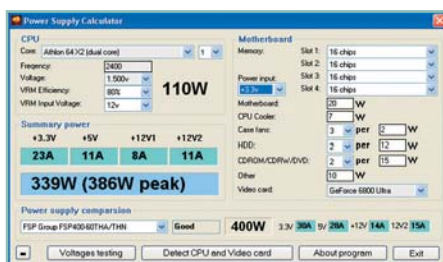 Power Supply Calculator
CPU
Core: Athlon 64 X2 (dual core) 1
Freqency: 2400
Voltage: 1.500v
VRM Efficiency: 80%
VRM Input Voltage: 12v
110W
Summary power
+3.3V +5V +12V1 +12V2
23A 11A 8A 11A
339W (386W peak)
Motherboard
Memory: Slot 1: 16 chips
Slot 2: 16 chips
Slot 3: 16 chips
Slot 4: 16 chips
Power input:
+3.3v
Motherboard: 20 W
CPU Cooler: 7 W
Case fans: 3 per 2 W
HDD: 2 per 12 W
CDROM/CDRW/DVD: 2 per 15 W
Other 10 W
Video card: GeForce 6800 Ultra
Power supply comparsion
FSP Group FSP400-60THA/THN Good 400W 3.3V 30A 5V 28A +12V 14A 12V2 15A
Voltages testing Detect CPU and Video card About program Exit